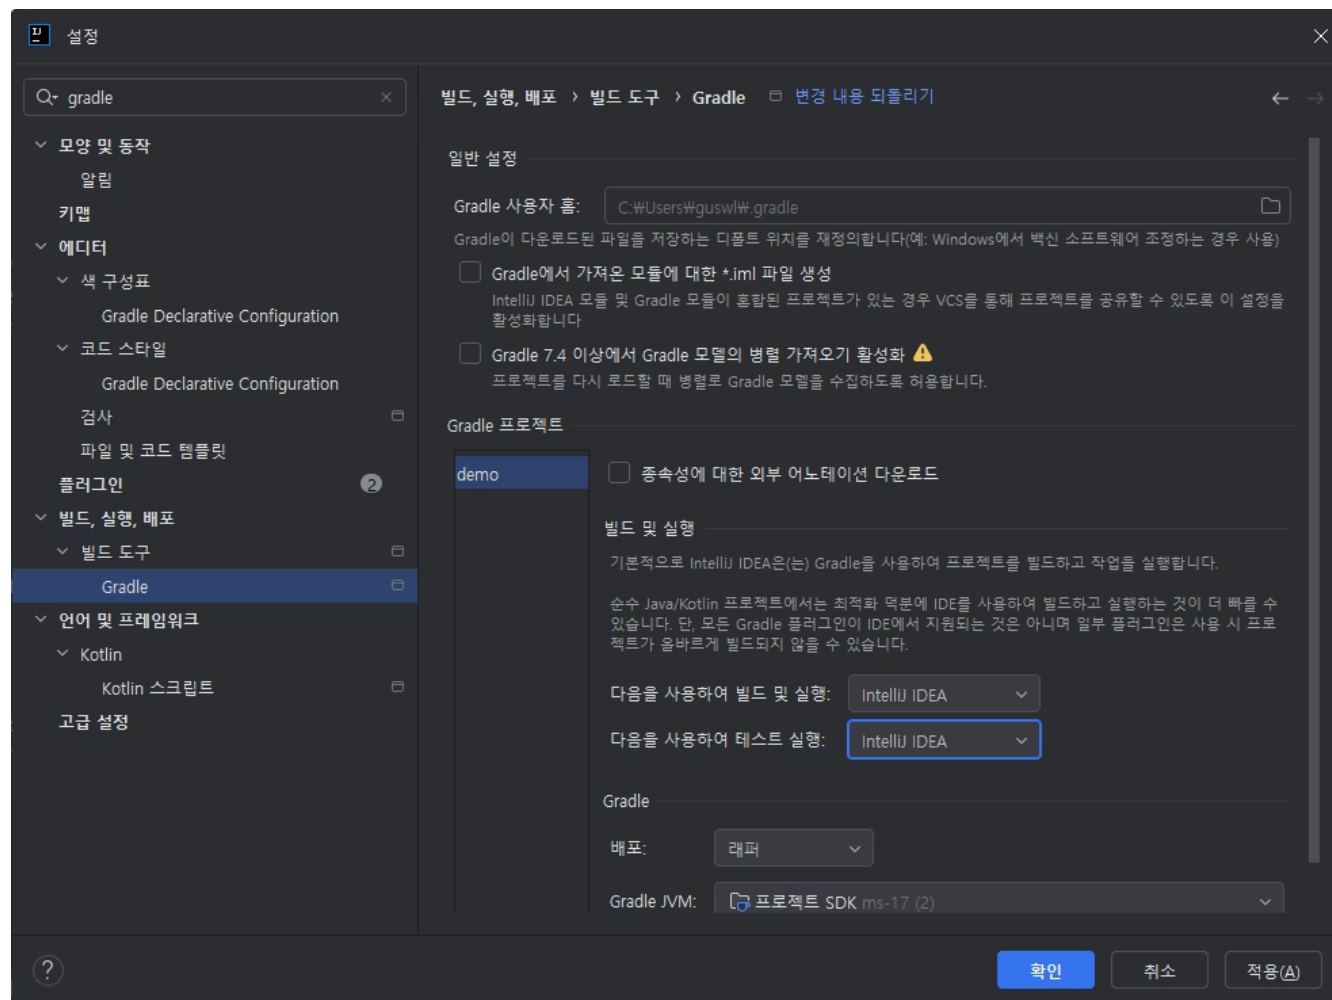 설정
gradle
모양 및 동작
알림
키맵
에디터
색 구성표
Gradle Declarative Configuration
코드 스타일
Gradle Declarative Configuration
검사
파일 및 코드 템플릿
플러그인 2
빌드, 실행, 배포
빌드 도구
Gradle
언어 및 프레임워크
Kotlin
Kotlin 스크립트
고급 설정
빌드, 실행, 배포 > 빌드 도구 > Gradle 변경 내용 되돌리기
일반 설정
Gradle 사용자 홈: C:₩Users₩guswl₩.gradle
Gradle이 다운로드된 파일을 저장하는 디폴트 위치를 재정의합니다(예: Windows에서 백신 소프트웨어 조정하는 경우 사용)
Gradle에서 가져온 모듈에 대한 *.iml 파일 생성
IntelliJ IDEA 모듈 및 Gradle 모듈이 혼합된 프로젝트가 있는 경우 VCS를 통해 프로젝트를 공유할 수 있도록 이 설정을
활성화합니다
Gradle 7.4 이상에서 Gradle 모델의 병렬 가져오기 활성화
프로젝트를 다시 로드할 때 병렬로 Gradle 모델을 수집하도록 허용합니다.
Gradle 프로젝트
demo
종속성에 대한 외부 어노테이션 다운로드
빌드 및 실행
기본적으로 IntelliJ IDEA은(는) Gradle을 사용하여 프로젝트를 빌드하고 작업을 실행합니다.
순수 Java/Kotlin 프로젝트에서는 최적화 덕분에 IDE를 사용하여 빌드하고 실행하는 것이 더 빠를 수
있습니다. 단, 모든 Gradle 플러그인이 IDE에서 지원되는 것은 아니며 일부 플러그인은 사용 시 프로
젝트가 올바르게 빌드되지 않을 수 있습니다.
다음을 사용하여 빌드 및 실행: IntelliJ IDEA
다음을 사용하여 테스트 실행: IntelliJ IDEA
Gradle
배포: 래퍼
Gradle JVM: 프로젝트 SDK ms-17 (2)
?
확인
취소
적용(A)